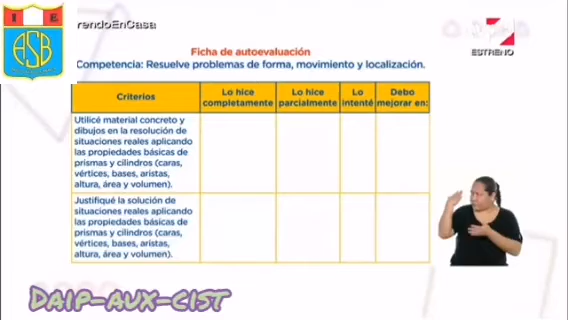 I E
ASB
rendoEnCasa
ESTRENO
Ficha de autoevaluación
Competencia: Resuelve problemas de forma, movimiento y localización.
Criterios
Lo hice
completamente
Lo hice
parcialmente
Lo
intenté
Debo
mejorar en:
Utilicé material concreto y
dibujos en la resolución de
situaciones reales aplicando
las propiedades básicas de
prismas y cilindros (caras,
vértices, bases, aristas,
altura, área y volumen).
Justifiqué la solución de
situaciones reales aplicando
las propiedades básicas de
prismas y cilindros (caras,
vértices, bases, aristas,
altura, área y volumen).
DAIP-AUX-CIST